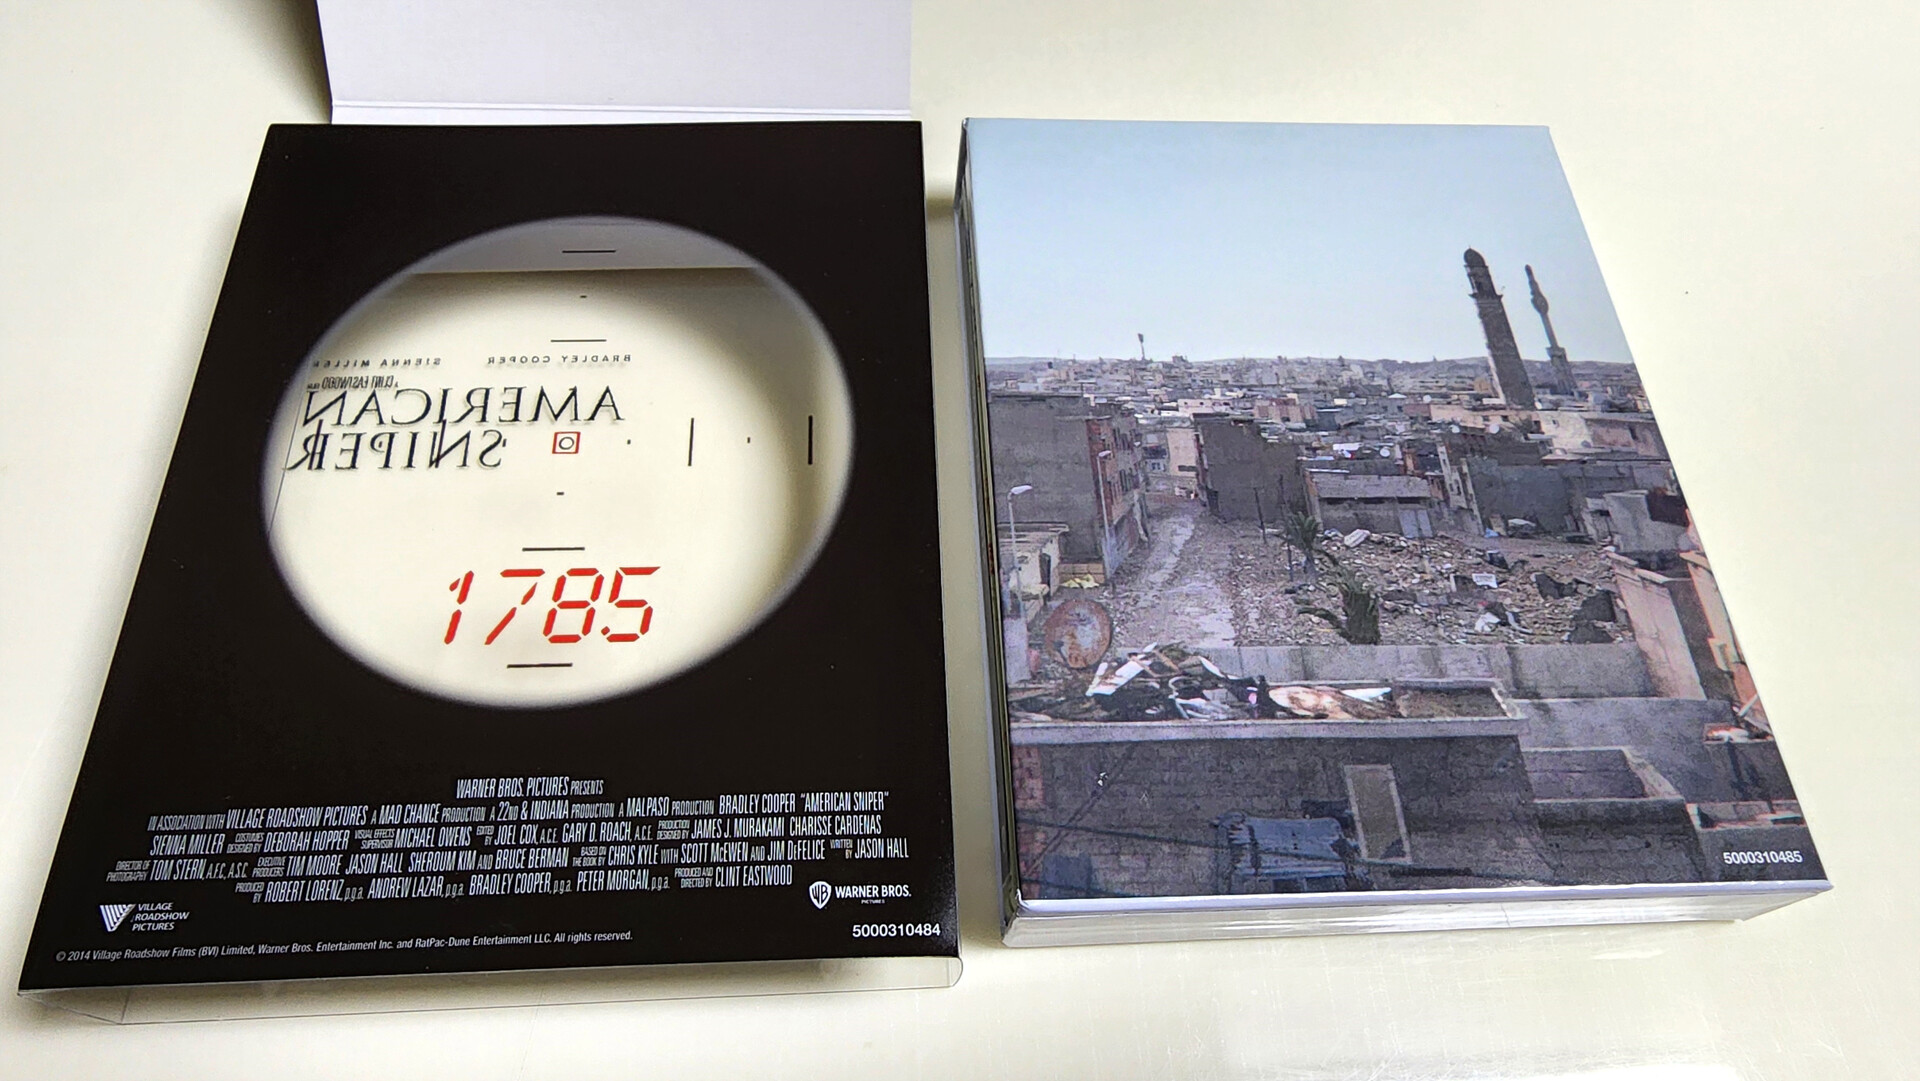 BRADLEY COOPER SIENNA MILLER
A CLINT EASTWOOD FILM
AMERICAN
SNIPER
1785
WARNER BROS. PICTURES PRESENTS
IN ASSOCIATION WITH VILLAGE ROADSHOW PICTURES A MAD CHANCE PRODUCTION A 22ND & INDIANA PRODUCTION A MALPASO PRODUCTION BRADLEY COOPER "AMERICAN SNIPER"
SIENNA MILLER COSTUMES DESIGNED BY DEBORAH HOPPER VISUAL EFFECTS SUPERVISOR MICHAEL OWENS EDITED BY JOEL COX, A.C.E. GARY D. ROACH, A.C.E. PRODUCTION DESIGNED BY JAMES J. MURAKAMI CHARISSE CARDENAS
DIRECTOR OF PHOTOGRAPHY TOM STERN, A.F.C., A.S.C. EXECUTIVE PRODUCERS TIM MOORE JASON HALL SHEROUM KIM AND BRUCE BERMAN BASED ON THE BOOK BY CHRIS KYLE WITH SCOTT McEWEN AND JIM DeFELICE WRITTEN BY JASON HALL
PRODUCED BY ROBERT LORENZ, p.g.a. ANDREW LAZAR, p.g.a. BRADLEY COOPER, p.g.a. PETER MORGAN, p.g.a. PRODUCED AND DIRECTED BY CLINT EASTWOOD
VILLAGE
ROADSHOW
PICTURES
WB WARNER BROS.
PICTURES
5000310484
© 2014 Village Roadshow Films (BVI) Limited, Warner Bros. Entertainment Inc. and RatPac-Dune Entertainment LLC. All rights reserved.
5000310485